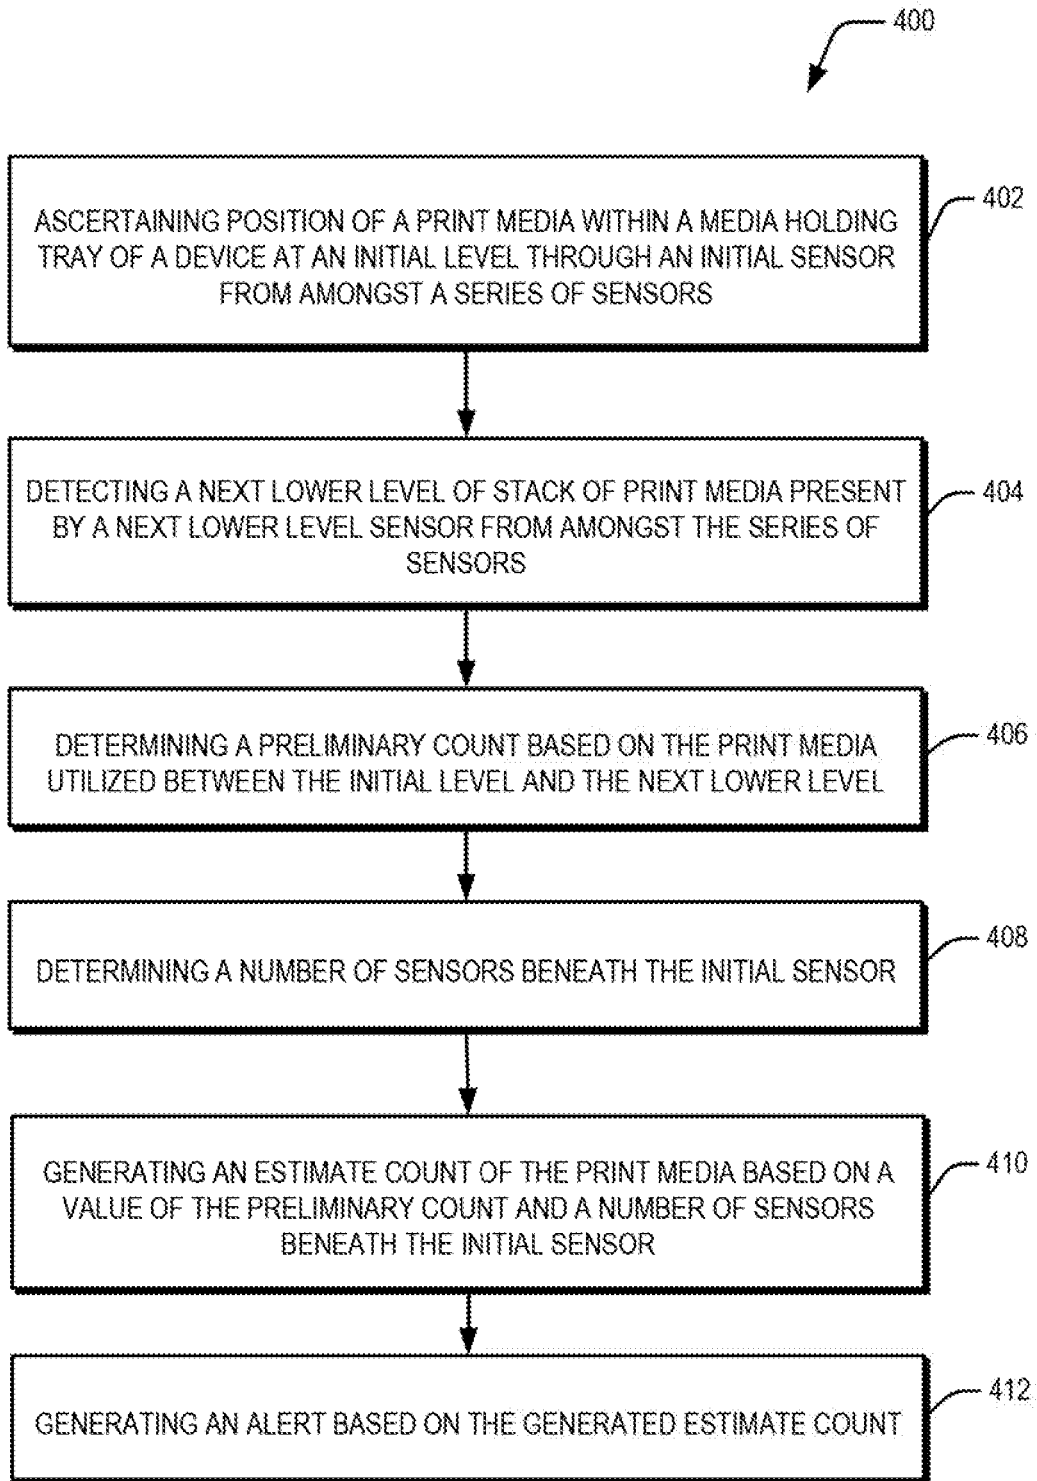 400
ASCERTAINING POSITION OF A PRINT MEDIA WITHIN A MEDIA HOLDING
TRAY OF A DEVICE AT AN INITIAL LEVEL THROUGH AN INITIAL SENSOR
FROM AMONGST A SERIES OF SENSORS
402
DETECTING A NEXT LOWER LEVEL OF STACK OF PRINT MEDIA PRESENT
BY A NEXT LOWER LEVEL SENSOR FROM AMONGST THE SERIES OF
SENSORS
404
DETERMINING A PRELIMINARY COUNT BASED ON THE PRINT MEDIA
UTILIZED BETWEEN THE INITIAL LEVEL AND THE NEXT LOWER LEVEL
406
DETERMINING A NUMBER OF SENSORS BENEATH THE INITIAL SENSOR
408
GENERATING AN ESTIMATE COUNT OF THE PRINT MEDIA BASED ON A
VALUE OF THE PRELIMINARY COUNT AND A NUMBER OF SENSORS
BENEATH THE INITIAL SENSOR
410
GENERATING AN ALERT BASED ON THE GENERATED ESTIMATE COUNT
412